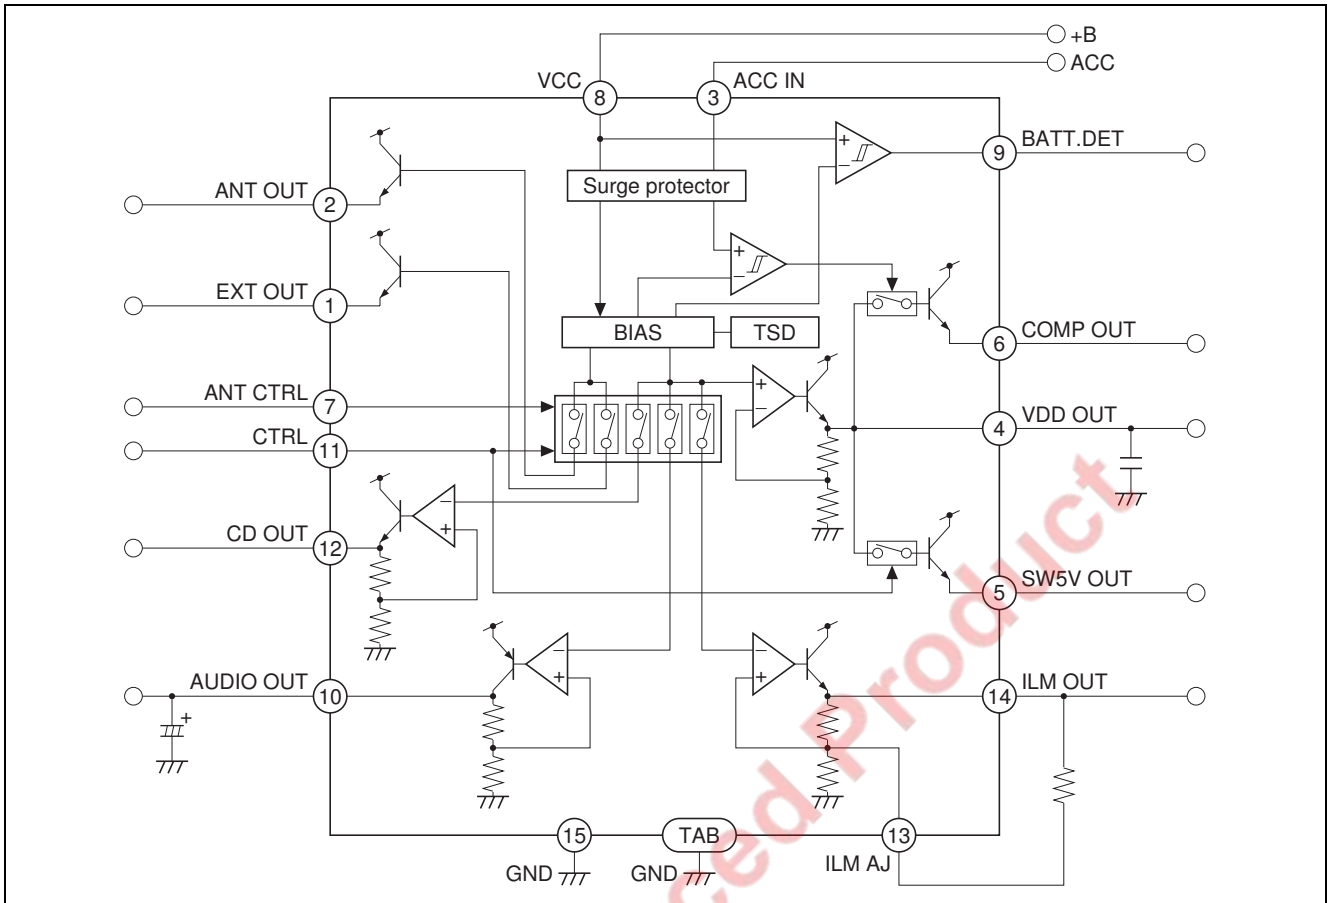 +B
ACC
VCC
8
3
ACC IN
BATT.DET
9
+
−
Surge protector
ANT OUT
2
+
−
EXT OUT
1
BIAS
TSD
COMP OUT
6
ANT CTRL
7
+
−
VDD OUT
4
CTRL
11
−
+
CD OUT
12
SW5V OUT
5
−
+
−
+
AUDIO OUT
10
ILM OUT
14
+
15
TAB
13
GND
GND
ILM AJ
ced Product